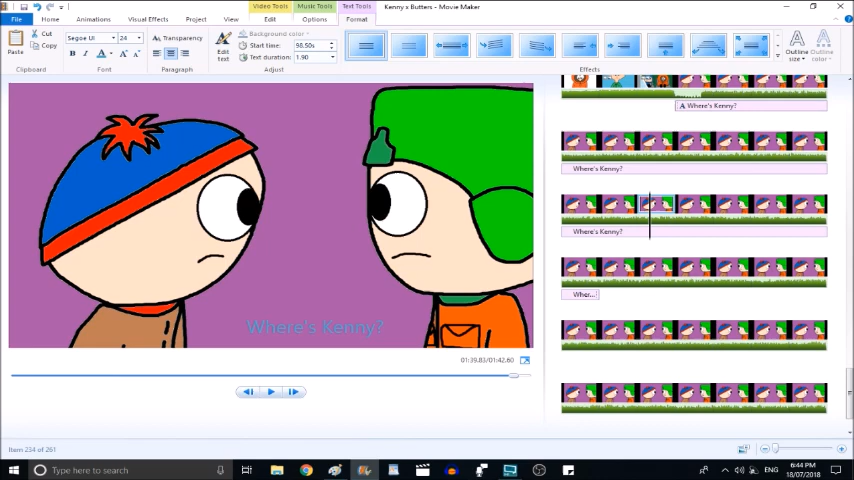 Video Tools
Music Tools
Text Tools
Kenny x Butters - Movie Maker
File
Home
Animations
Visual Effects
Project
View
Edit
Options
Format
Paste
Cut
Copy
Clipboard
Segoe UI
24
B
I
A
A
A
Font
Transparency
Paragraph
Edit text
Background color
Start time: 98.50s
Text duration: 1.90
Adjust
Effects
Outline size
Outline color
Where's Kenny?
01:39.83/01:42.60
A Where's Kenny?
Where's Kenny?
Where's Kenny?
Wher...
Item 234 of 261
Type here to search
ENG
6:44 PM
18/07/2018